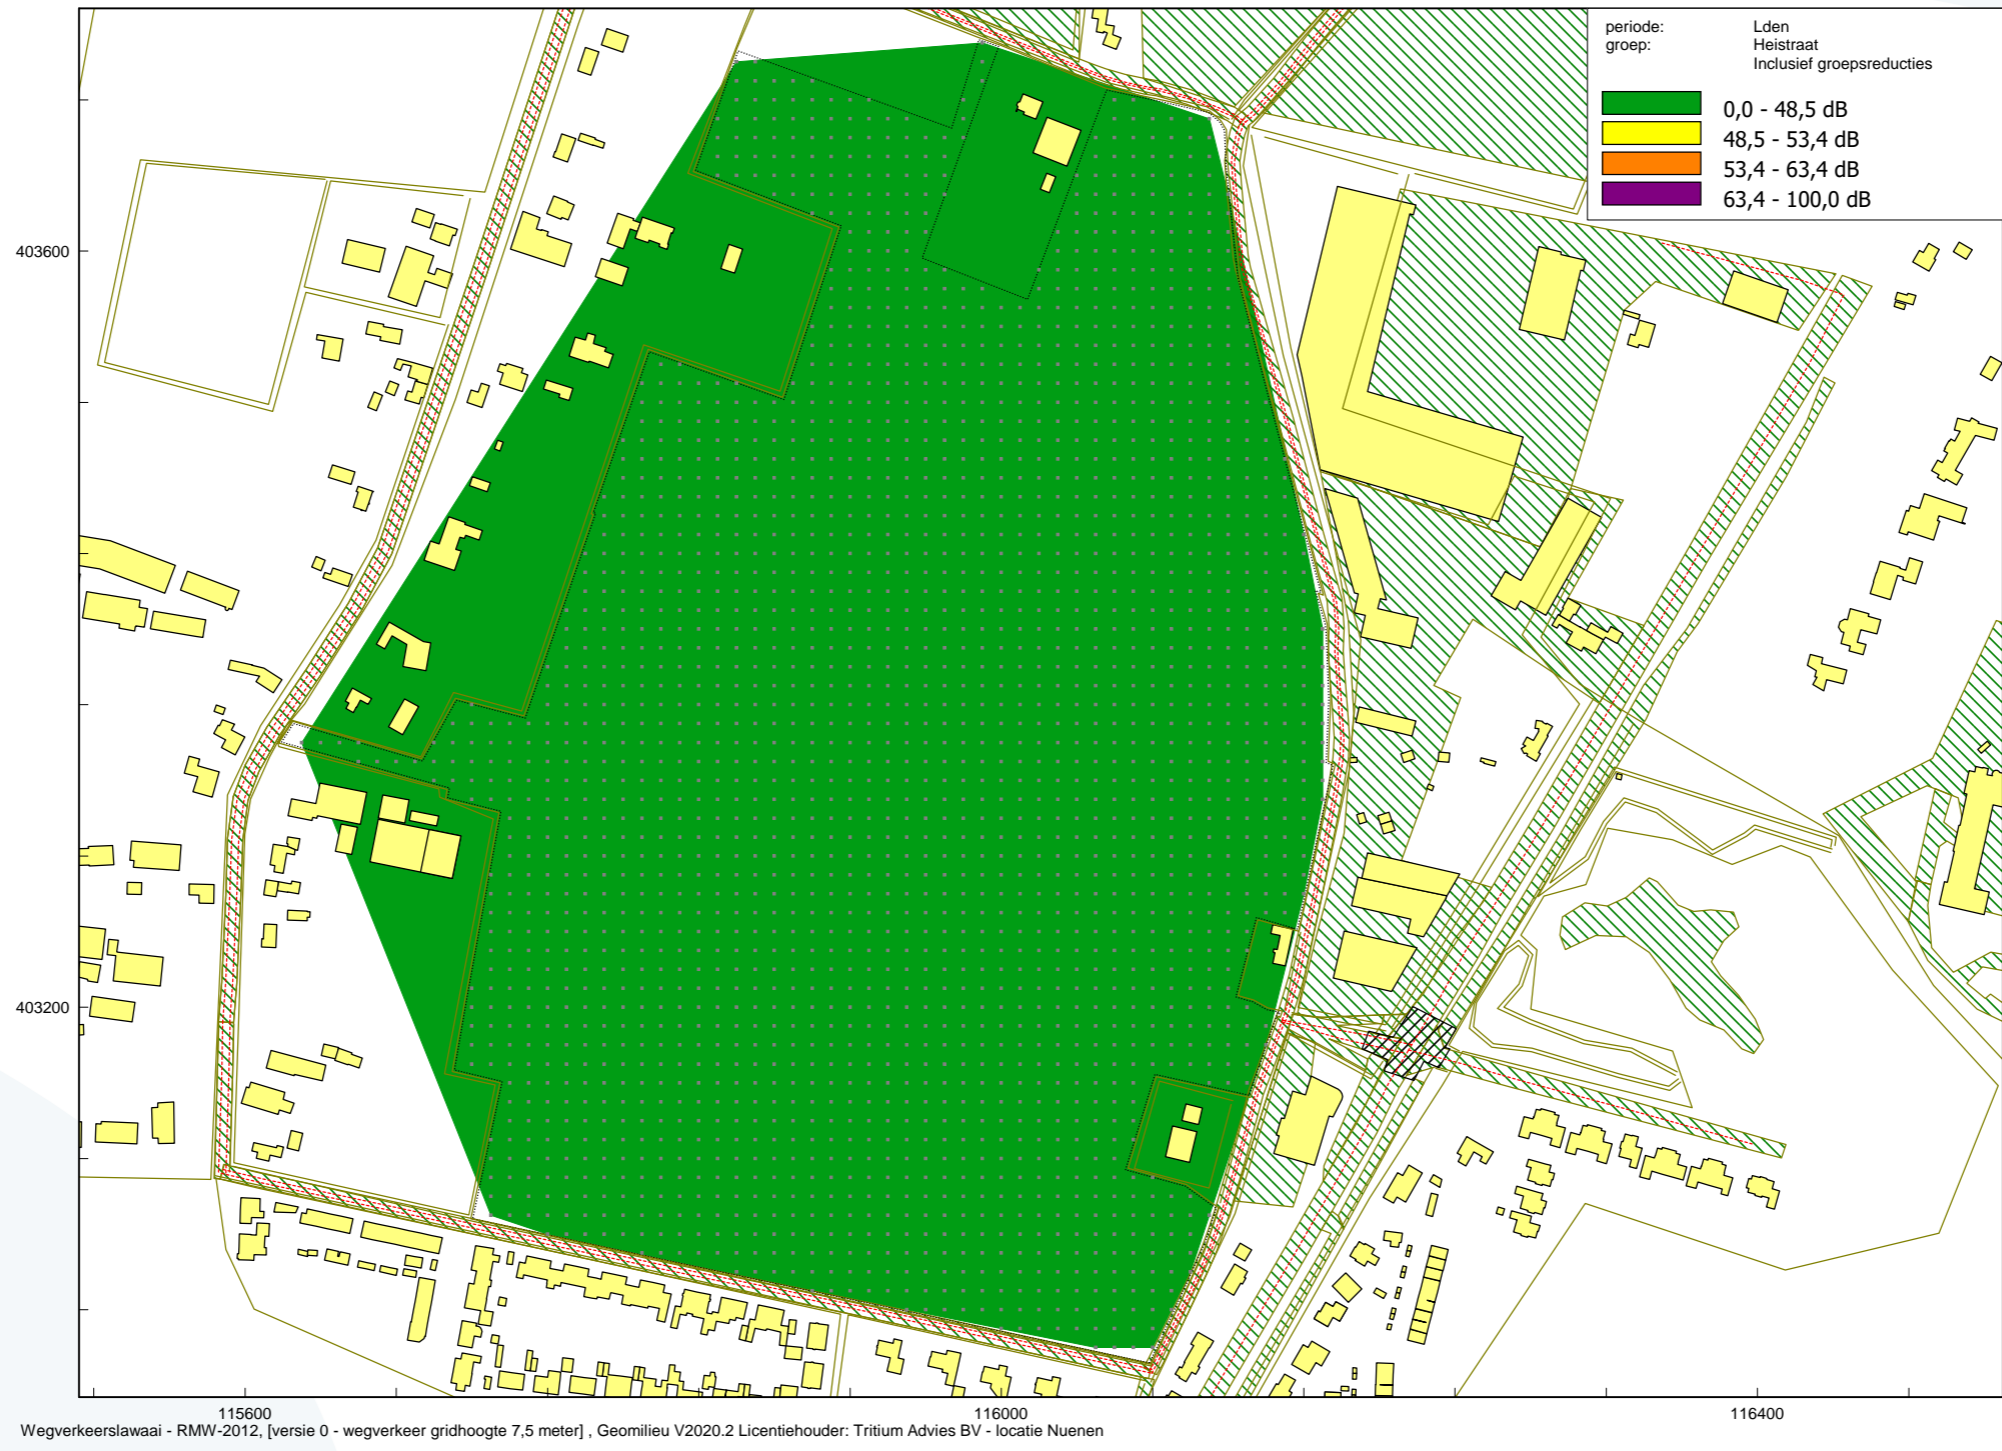 periode: Lden
groep: Heistraat
Inclusief groepsreducties
0,0 - 48,5 dB
48,5 - 53,4 dB
53,4 - 63,4 dB
63,4 - 100,0 dB
403600
403200
115600 116000 116400
Wegverkeerslawaai - RMW-2012, [versie 0 - wegverkeer gridhoogte 7,5 meter] , Geomilieu V2020.2 Licentiehouder: Tritium Advies BV - locatie Nuenen